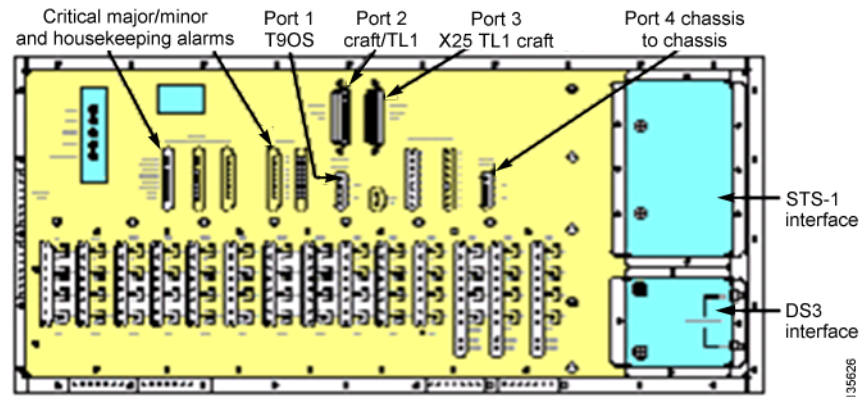 Critical major/minor
and housekeeping alarms
Port 1
T9OS
Port 2
craft/TL1
Port 3
X25 TL1 craft
Port 4 chassis
to chassis
STS-1
interface
DS3
interface
135626